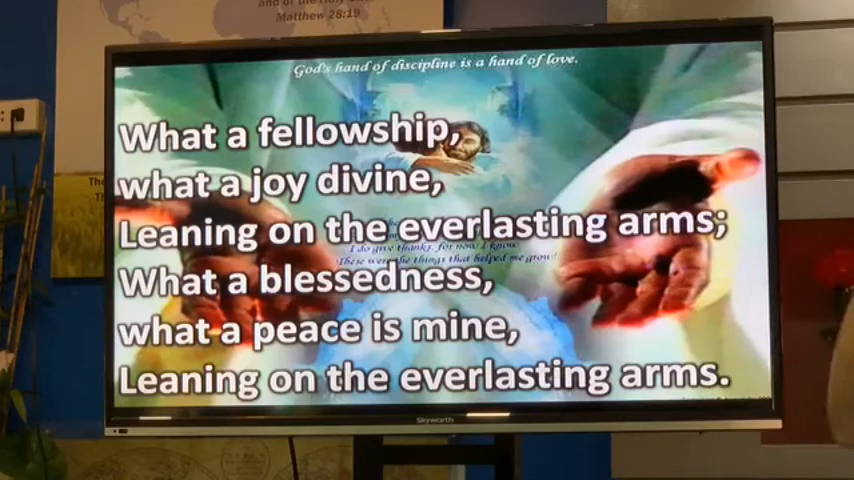 and of the
Matthew 28:19
God's hand of discipline is a hand of love.
What a fellowship,
what a joy divine,
Leaning on the everlasting arms;
I do give thanks, for now I know
These were the things that helped me grow!
What a blessedness,
what a peace is mine,
Leaning on the everlasting arms.
Skyworth